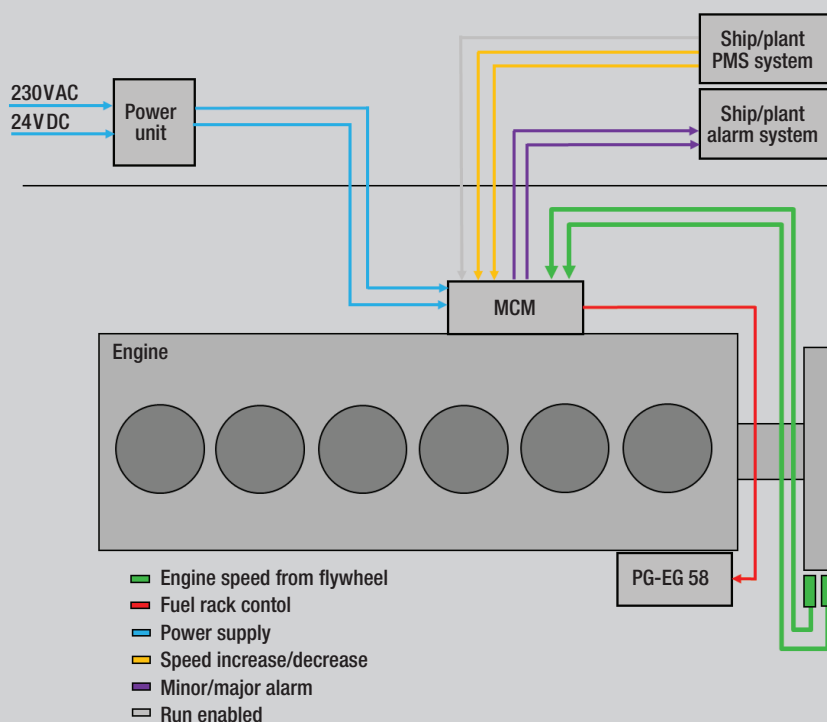 Ship/plant
PMS system
230VAC
24VDC
Power
unit
Ship/plant
alarm system
MCM
Engine
PG-EG 58
Engine speed from flywheel
Fuel rack contol
Power supply
Speed increase/decrease
Minor/major alarm
Run enabled